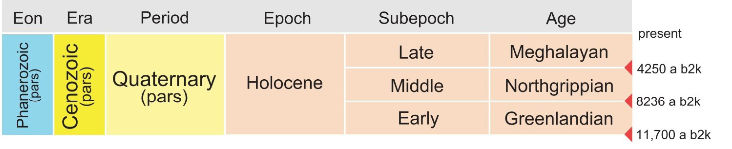 Eon Era Period Epoch Subepoch Age
present
Phanerozoic
(pars)
Cenozoic
(pars)
Quaternary
(pars)
Holocene
Late Meghalayan
4250 a b2k
Middle Northgrippian
8236 a b2k
Early Greenlandian
11,700 a b2k